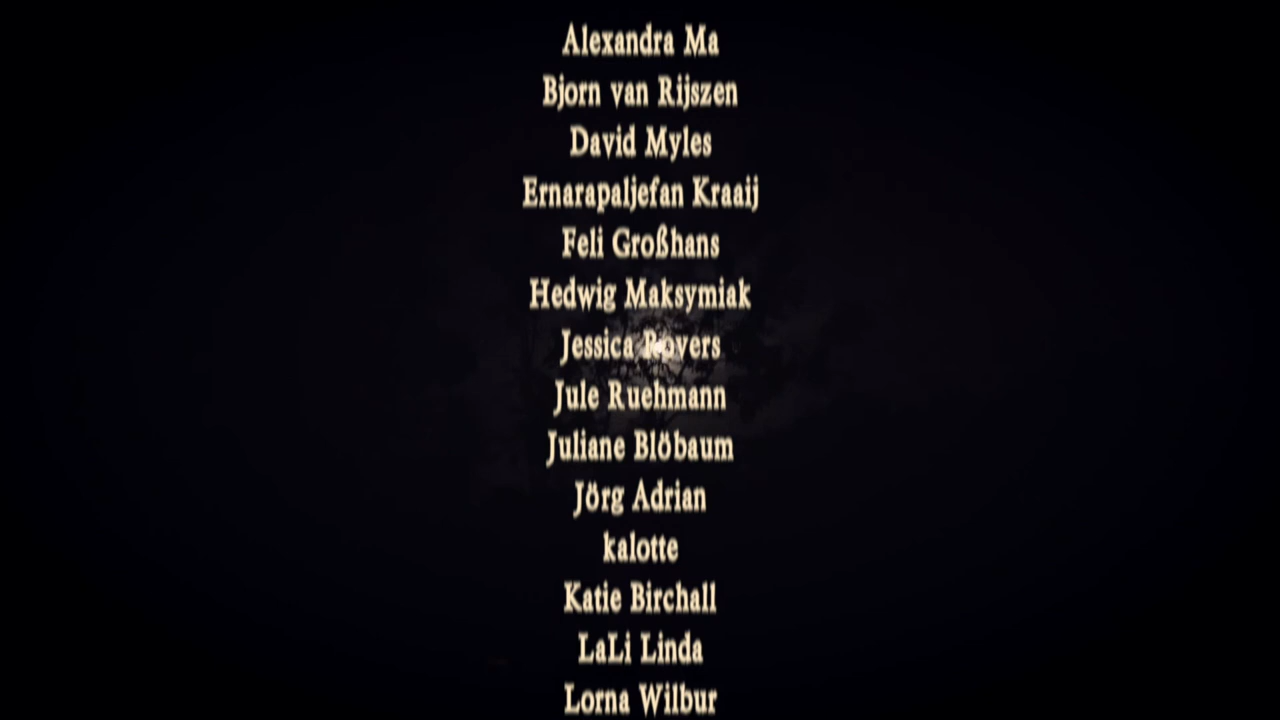 Alexandra Ma
Bjorn van Rijszen
David Myles
Ernarapaljefan Kraaij
Feli Großhans
Hedwig Maksymiak
Jessica Rovers
Jule Ruehmann
Juliane Blöbaum
Jörg Adrian
kalotte
Katie Birchall
LaLi Linda
Lorna Wilbur